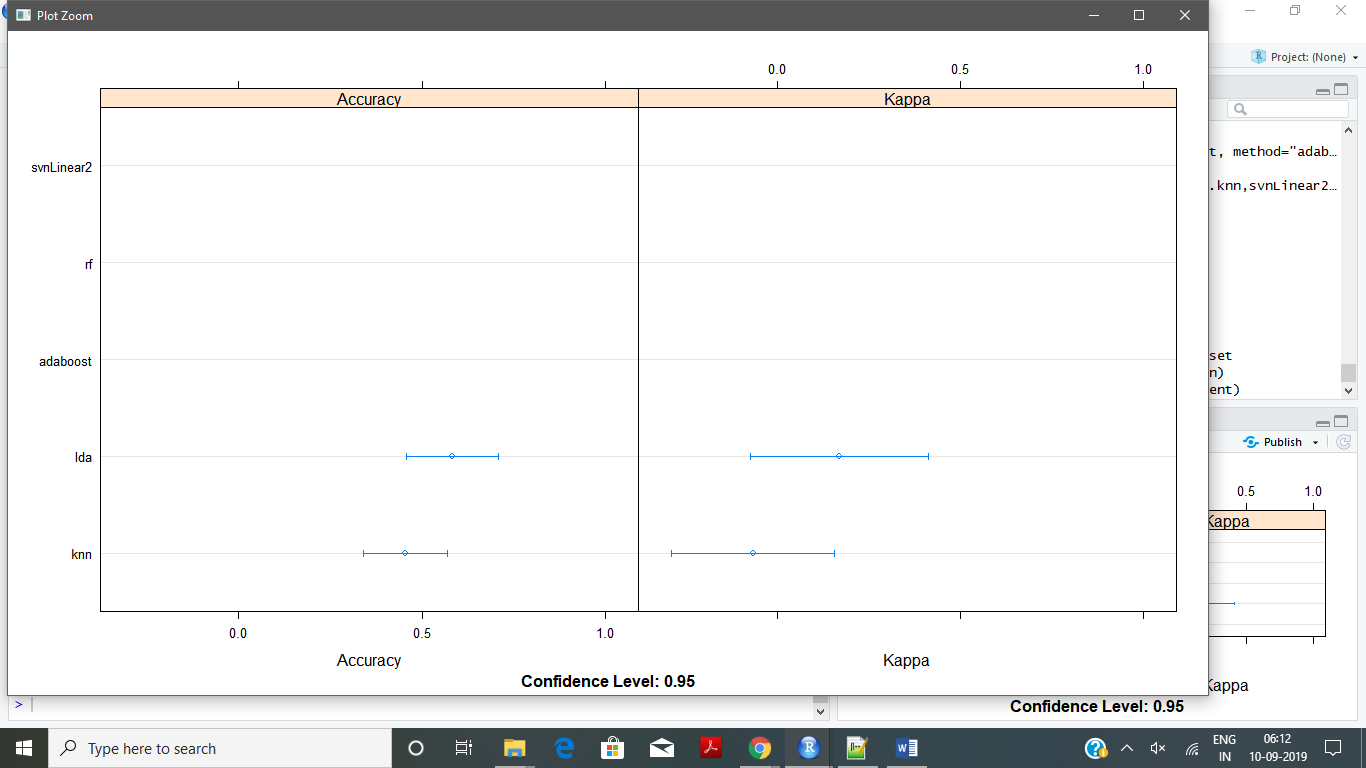 Plot Zoom
Project: (None)
0.0 0.5 1.0
Accuracy Kappa
svnLinear2
rf
adaboost
lda
knn
0.0 0.5 1.0
Accuracy Kappa
Confidence Level: 0.95
t, method="adab…
.knn,svnLinear2…
set
n)
ent)
Publish
0.5 1.0
Kappa
Kappa
Confidence Level: 0.95
>
Type here to search
ENG
IN
06:12
10-09-2019